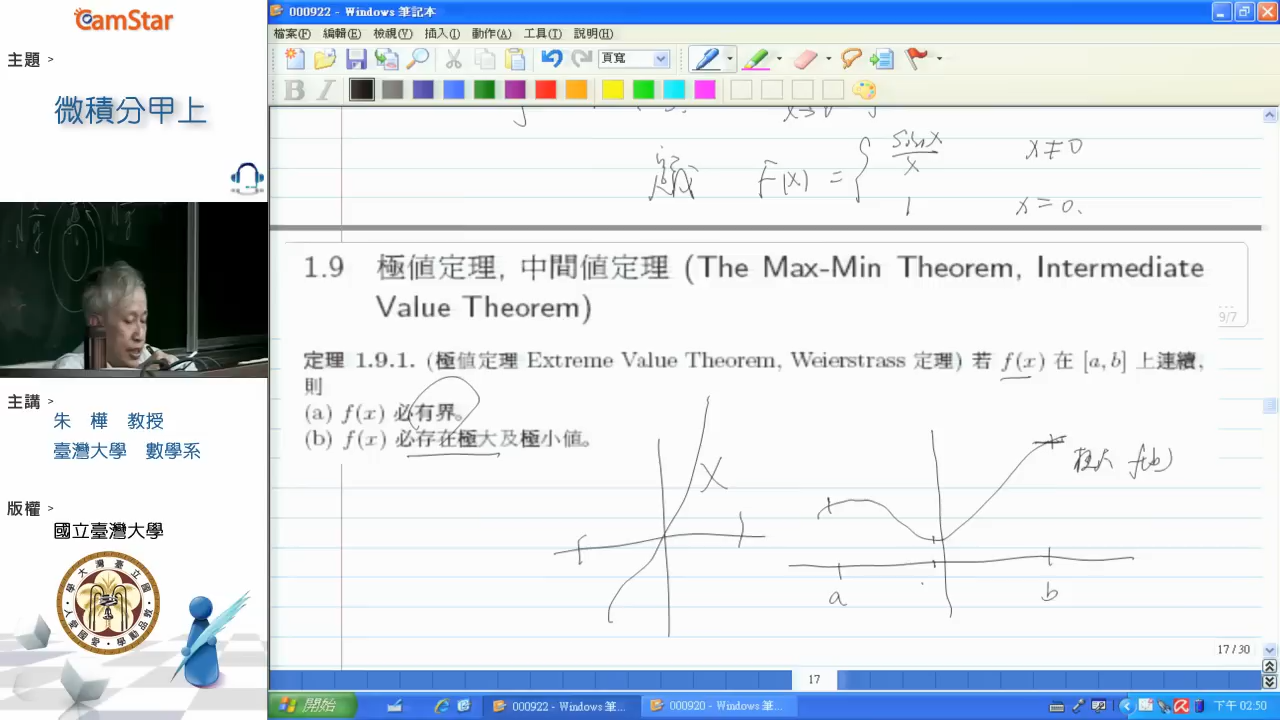 CamStar
主題 >
微積分甲上
主講 >
朱 樺 教授
臺灣大學 數學系
版權 >
國立臺灣大學
000922 - Windows 筆記本
檔案(F) 編輯(E) 檢視(V) 插入(I) 動作(A) 工具(T) 說明(H)
頁寬
B I
x→0
F(x) = { sin x / x x≠0
1 x=0.
1.9 極值定理, 中間值定理 (The Max-Min Theorem, Intermediate
Value Theorem)
9/7
定理 1.9.1. (極值定理 Extreme Value Theorem, Weierstrass 定理) 若 f(x) 在 [a, b] 上連續,
則
(a) f(x) 必有界。
(b) f(x) 必存在極大及極小值。
極大 f(b)
a b
17 / 30
17
開始 000922 - Windows 筆... 000920 - Windows 筆... 下午 02:50